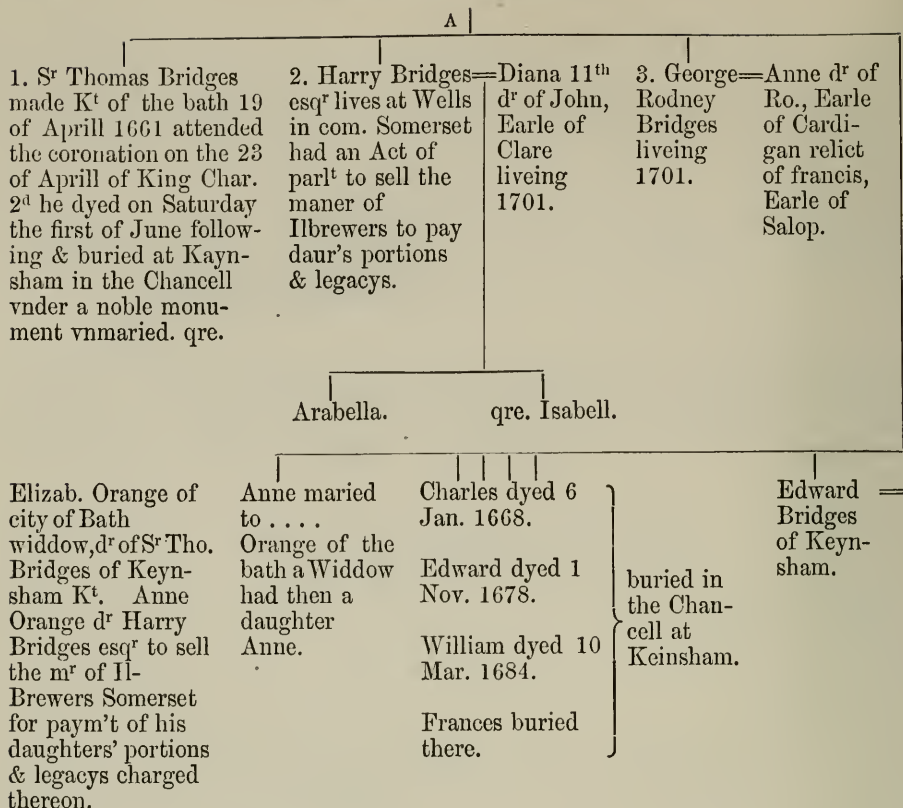 A
1. Sr Thomas Bridges
made Kt of the bath 19
of Aprill 1661 attended
the coronation on the 23
of Aprill of King Char.
2d he dyed on Saturday
the first of June follow-
ing & buried at Kayn-
sham in the Chancell
vnder a noble monu-
ment vnmaried. qre.
2. Harry Bridges=
esqr lives at Wells
in com. Somerset
had an Act of
parlt to sell the
maner of
Ilbrewers to pay
daur's portions
& legacys.
Diana 11th
dr of John,
Earle of
Clare
liveing
1701.
3. George=
Rodney
Bridges
liveing
1701.
Anne dr of
Ro., Earle
of Cardi-
gan relict
of francis,
Earle of
Salop.
Arabella.
qre. Isabell.
Elizab. Orange of
city of Bath
widdow, dr of Sr Tho.
Bridges of Keyn-
sham Kt. Anne
Orange dr Harry
Bridges esqr to sell
the mr of Il-
Brewers Somerset
for paym't of his
daughters' portions
& legacys charged
thereon.
Anne maried
to ....
Orange of the
bath a Widdow
had then a
daughter
Anne.
Charles dyed 6
Jan. 1668.
Edward dyed 1
Nov. 1678.
William dyed 10
Mar. 1684.
Frances buried
there.
buried in
the Chan-
cell at
Keinsham.
Edward =
Bridges
of Keyn-
sham.